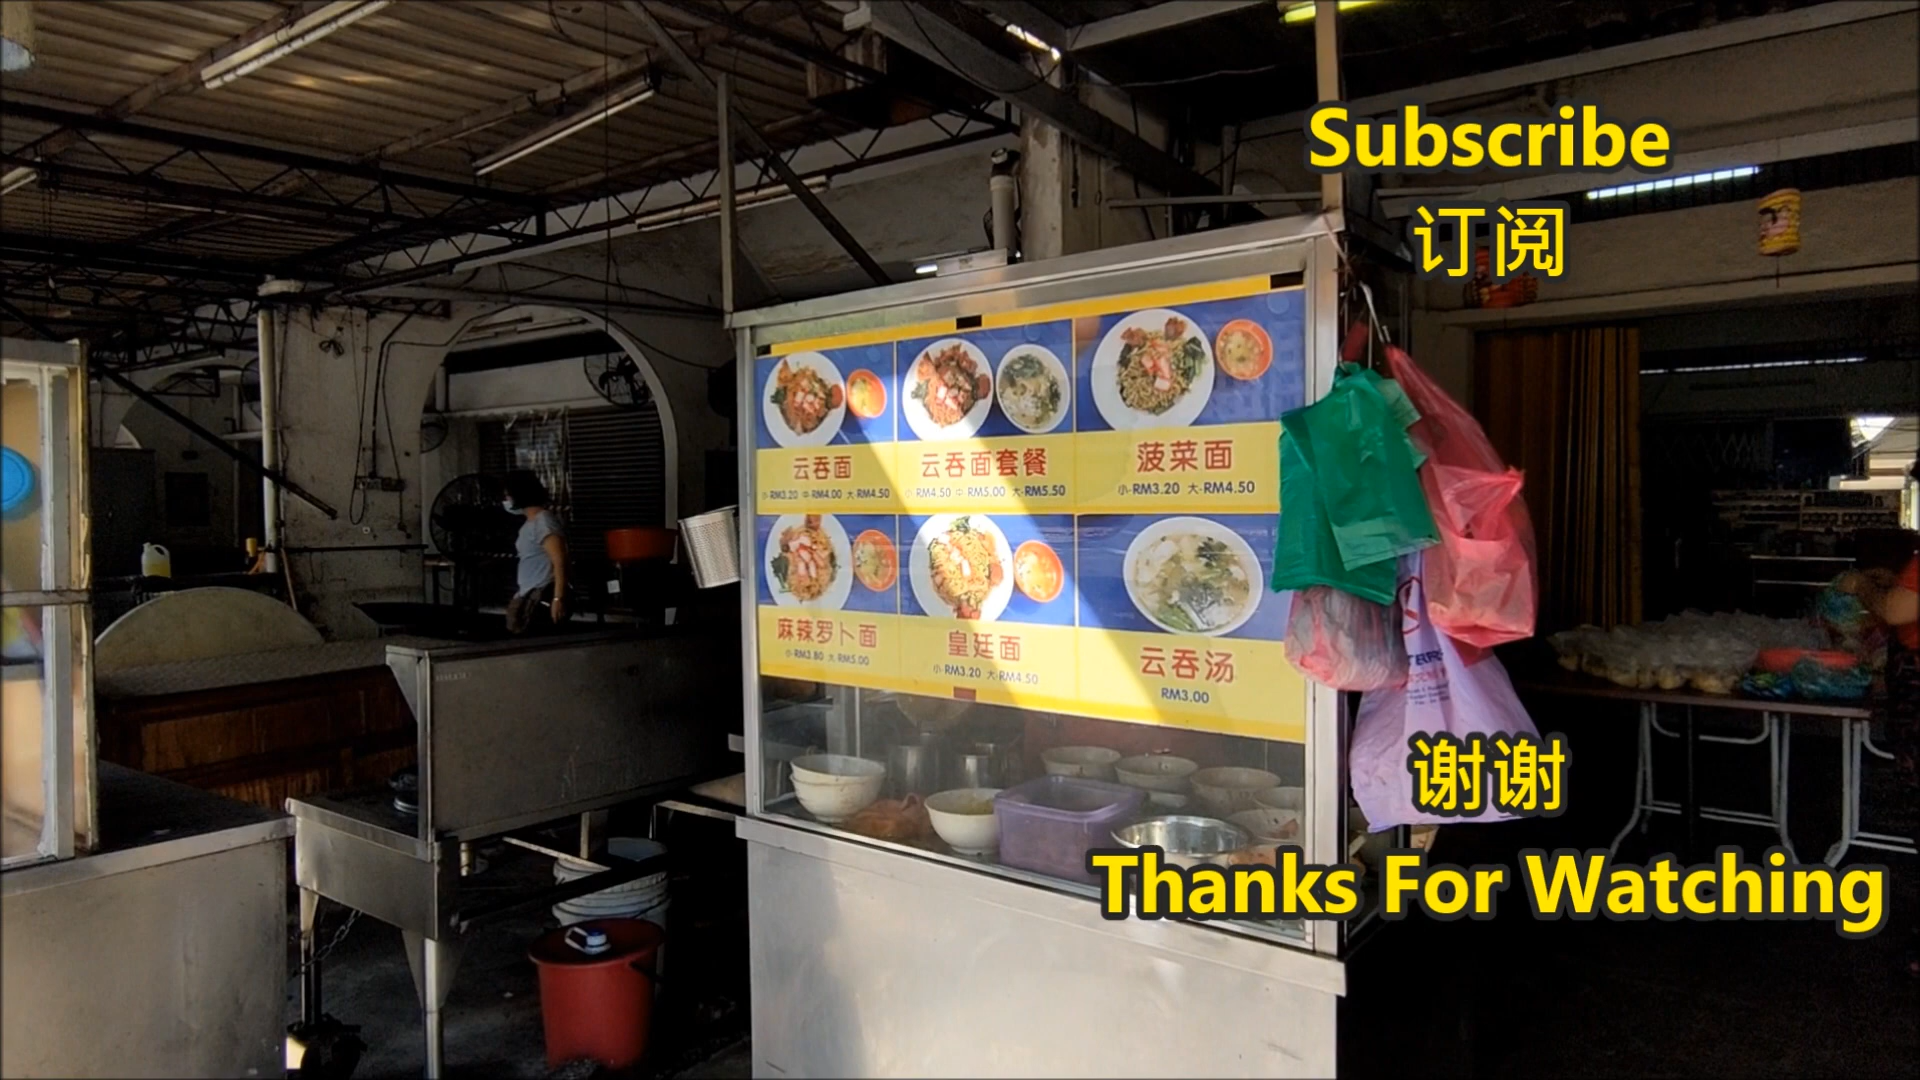 Subscribe
订阅
云吞面
小-RM3.20 中-RM4.00 大-RM4.50
云吞面套餐
小-RM4.50 中-RM5.00 大-RM5.50
菠菜面
小-RM3.20 大-RM4.50
麻辣罗卜面
小-RM3.80 大-RM5.00
皇廷面
小-RM3.20 大-RM4.50
云吞汤
RM3.00
谢谢
Thanks For Watching